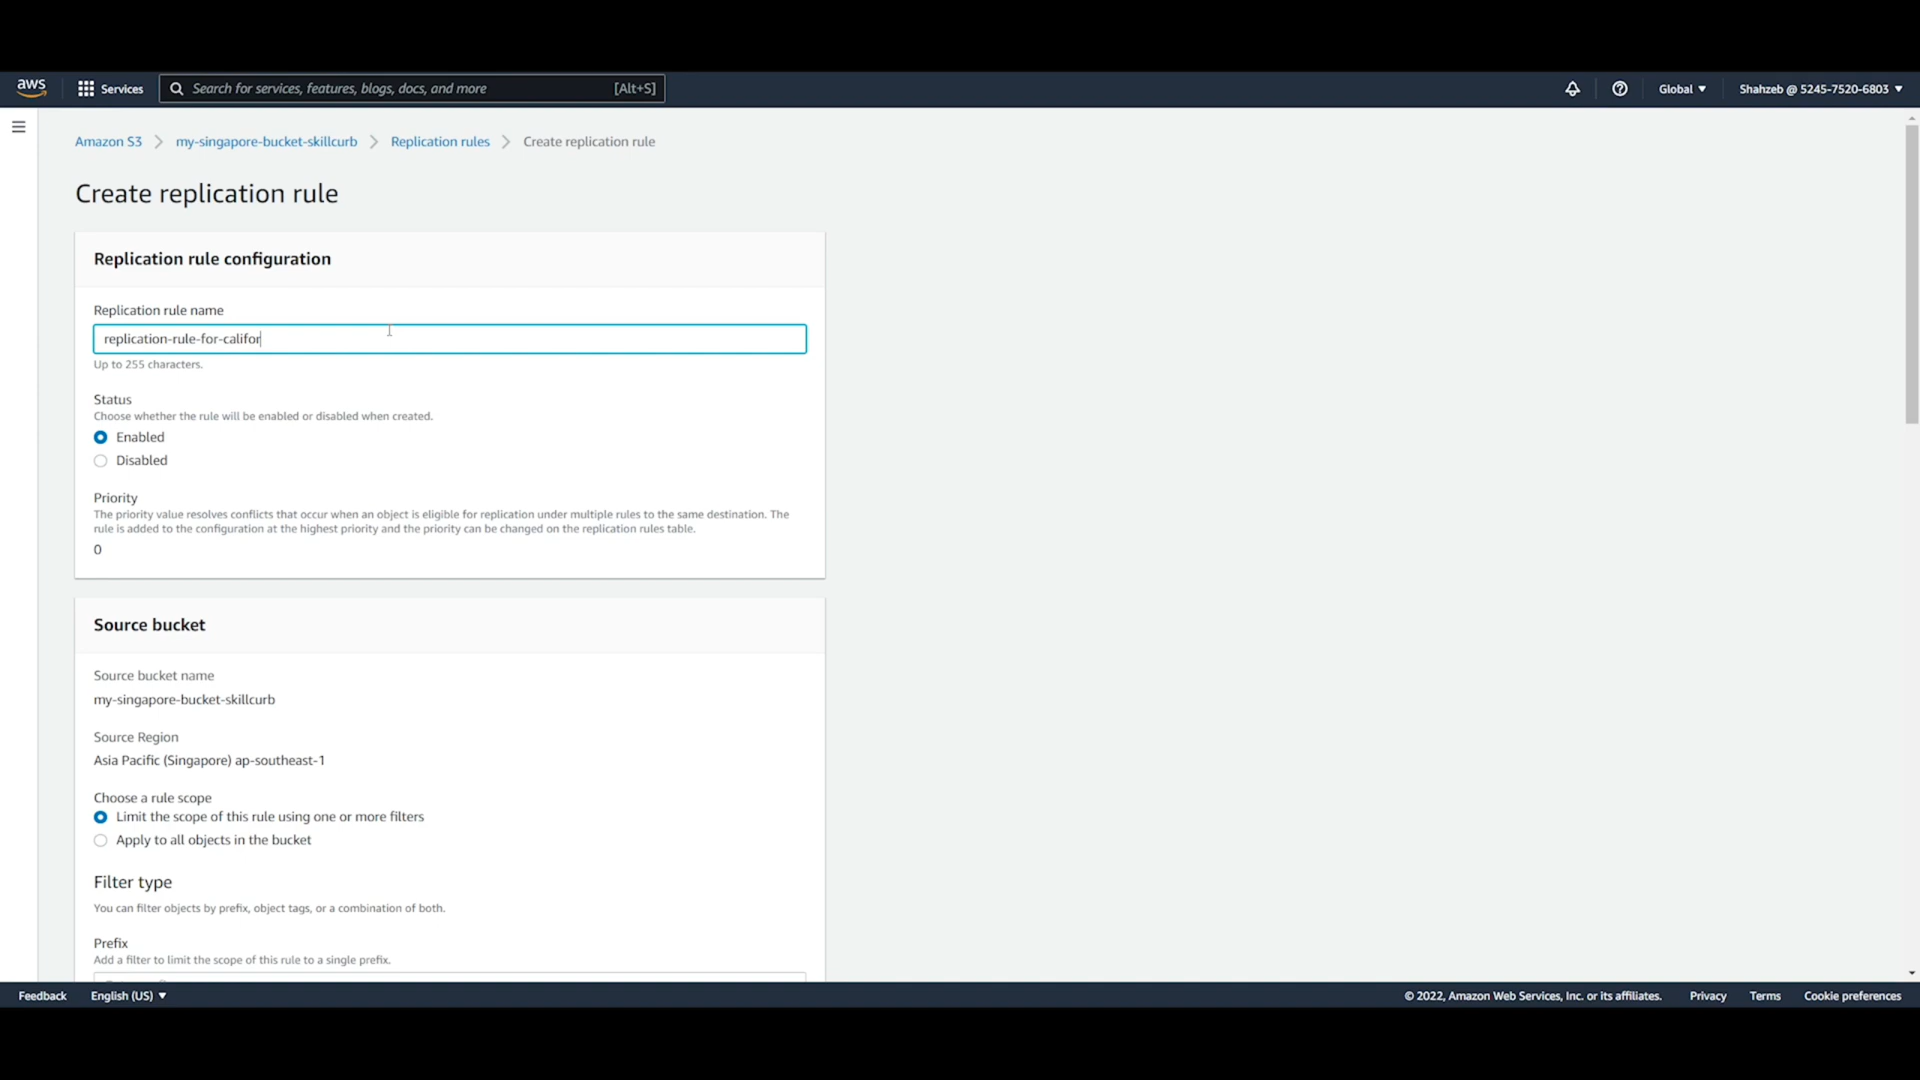 aws
Services
Search for services, features, blogs, docs, and more
[Alt+S]
Global
Shahzeb @ 5245-7520-6803
Amazon S3
my-singapore-bucket-skillcurb
Replication rules
Create replication rule
Create replication rule
Replication rule configuration
Replication rule name
replication-rule-for-califor
Up to 255 characters.
Status
Choose whether the rule will be enabled or disabled when created.
Enabled
Disabled
Priority
The priority value resolves conflicts that occur when an object is eligible for replication under multiple rules to the same destination. The
rule is added to the configuration at the highest priority and the priority can be changed on the replication rules table.
0
Source bucket
Source bucket name
my-singapore-bucket-skillcurb
Source Region
Asia Pacific (Singapore) ap-southeast-1
Choose a rule scope
Limit the scope of this rule using one or more filters
Apply to all objects in the bucket
Filter type
You can filter objects by prefix, object tags, or a combination of both.
Prefix
Add a filter to limit the scope of this rule to a single prefix.
Feedback
English (US)
© 2022, Amazon Web Services, Inc. or its affiliates.
Privacy
Terms
Cookie preferences